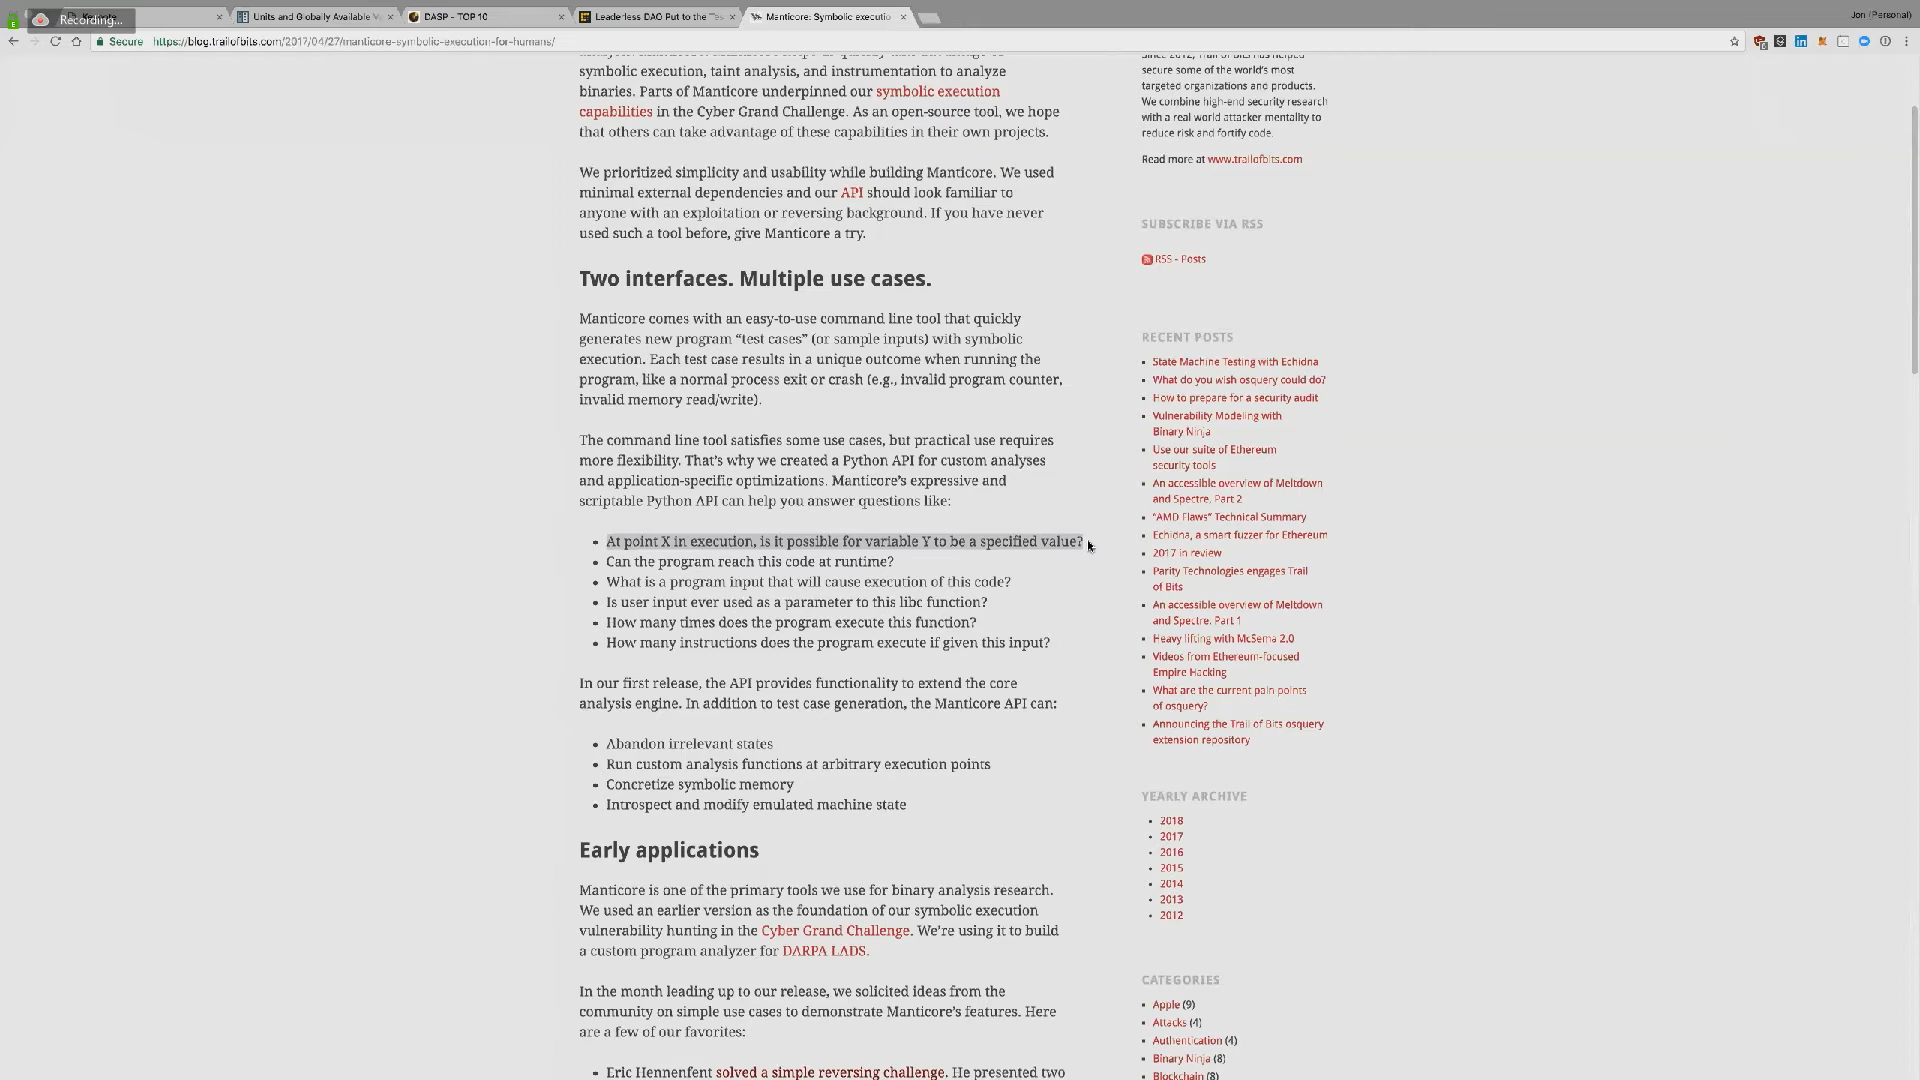 Recording...
Units and Globally Available V
DASP - TOP 10
Leaderless DAO Put to the Te
Manticore: Symbolic executio
Jon (Personal)
Secure
https://blog.trailofbits.com/2017/04/27/manticore-symbolic-execution-for-humans/
symbolic execution, taint analysis, and instrumentation to analyze
binaries. Parts of Manticore underpinned our symbolic execution
capabilities in the Cyber Grand Challenge. As an open-source tool, we hope
that others can take advantage of these capabilities in their own projects.
We prioritized simplicity and usability while building Manticore. We used
minimal external dependencies and our API should look familiar to
anyone with an exploitation or reversing background. If you have never
used such a tool before, give Manticore a try.
Two interfaces. Multiple use cases.
Manticore comes with an easy-to-use command line tool that quickly
generates new program “test cases” (or sample inputs) with symbolic
execution. Each test case results in a unique outcome when running the
program, like a normal process exit or crash (e.g., invalid program counter,
invalid memory read/write).
The command line tool satisfies some use cases, but practical use requires
more flexibility. That’s why we created a Python API for custom analyses
and application-specific optimizations. Manticore’s expressive and
scriptable Python API can help you answer questions like:
At point X in execution, is it possible for variable Y to be a specified value?
Can the program reach this code at runtime?
What is a program input that will cause execution of this code?
Is user input ever used as a parameter to this libc function?
How many times does the program execute this function?
How many instructions does the program execute if given this input?
In our first release, the API provides functionality to extend the core
analysis engine. In addition to test case generation, the Manticore API can:
Abandon irrelevant states
Run custom analysis functions at arbitrary execution points
Concretize symbolic memory
Introspect and modify emulated machine state
Early applications
Manticore is one of the primary tools we use for binary analysis research.
We used an earlier version as the foundation of our symbolic execution
vulnerability hunting in the Cyber Grand Challenge. We’re using it to build
a custom program analyzer for DARPA LADS.
In the month leading up to our release, we solicited ideas from the
community on simple use cases to demonstrate Manticore’s features. Here
are a few of our favorites:
Eric Hennenfent solved a simple reversing challenge. He presented two
Since 2012, Trail of Bits has helped
secure some of the world’s most
targeted organizations and products.
We combine high-end security research
with a real world attacker mentality to
reduce risk and fortify code.
Read more at www.trailofbits.com
SUBSCRIBE VIA RSS
RSS - Posts
RECENT POSTS
State Machine Testing with Echidna
What do you wish osquery could do?
How to prepare for a security audit
Vulnerability Modeling with
Binary Ninja
Use our suite of Ethereum
security tools
An accessible overview of Meltdown
and Spectre, Part 2
“AMD Flaws” Technical Summary
Echidna, a smart fuzzer for Ethereum
2017 in review
Parity Technologies engages Trail
of Bits
An accessible overview of Meltdown
and Spectre, Part 1
Heavy lifting with McSema 2.0
Videos from Ethereum-focused
Empire Hacking
What are the current pain points
of osquery?
Announcing the Trail of Bits osquery
extension repository
YEARLY ARCHIVE
2018
2017
2016
2015
2014
2013
2012
CATEGORIES
Apple (9)
Attacks (4)
Authentication (4)
Binary Ninja (8)
Blockchain (8)